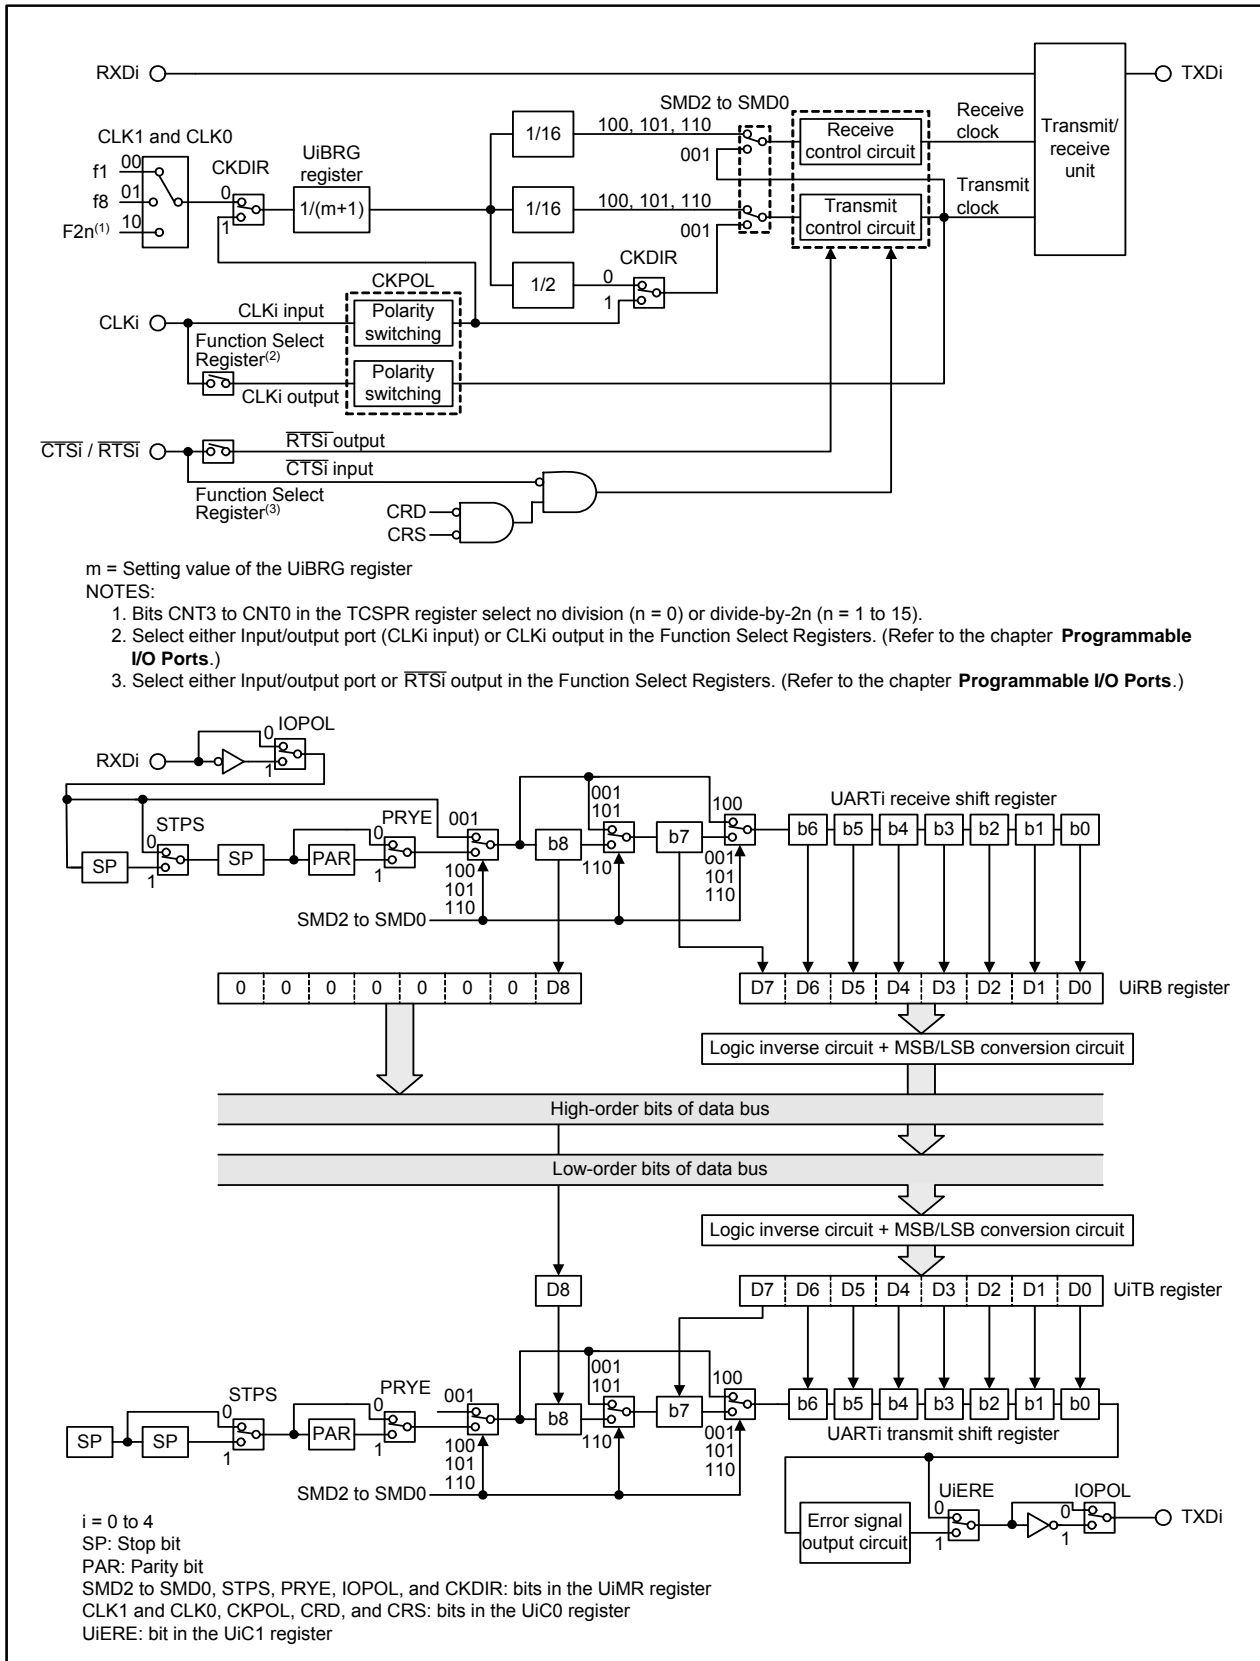 RXDi
TXDi
SMD2 to SMD0
Receive clock
Transmit/ receive unit
CLK1 and CLK0
f1 00
f8 01
F2n(1) 10
CKDIR
0
1
UiBRG register
1/(m+1)
1/16
100, 101, 110
001
Receive control circuit
1/16
100, 101, 110
001
Transmit control circuit
Transmit clock
1/2
0
1
CKDIR
CKPOL
CLKi
CLKi input
Polarity switching
Function Select Register(2)
CLKi output
Polarity switching
CTSi / RTSi
RTSi output
CTSi input
Function Select Register(3)
CRD
CRS
m = Setting value of the UiBRG register
NOTES:
1. Bits CNT3 to CNT0 in the TCSPR register select no division (n = 0) or divide-by-2n (n = 1 to 15).
2. Select either Input/output port (CLKi input) or CLKi output in the Function Select Registers. (Refer to the chapter Programmable
I/O Ports.)
3. Select either Input/output port or RTSi output in the Function Select Registers. (Refer to the chapter Programmable I/O Ports.)
RXDi
0
1
IOPOL
SP
STPS
0
1
SP
PAR
PRYE
0
1
001
100
101
110
b8
001
101
110
b7
100
001
101
110
UARTi receive shift register
b6 b5 b4 b3 b2 b1 b0
SMD2 to SMD0
0 0 0 0 0 0 0 D8
D7 D6 D5 D4 D3 D2 D1 D0
UiRB register
Logic inverse circuit + MSB/LSB conversion circuit
High-order bits of data bus
Low-order bits of data bus
Logic inverse circuit + MSB/LSB conversion circuit
D8
D7 D6 D5 D4 D3 D2 D1 D0
UiTB register
SP
SP
STPS
0
1
PAR
PRYE
0
1
001
100
101
110
b8
001
101
110
b7
100
001
101
110
b6 b5 b4 b3 b2 b1 b0
UARTi transmit shift register
SMD2 to SMD0
Error signal output circuit
UiERE
0
1
IOPOL
0
1
TXDi
i = 0 to 4
SP: Stop bit
PAR: Parity bit
SMD2 to SMD0, STPS, PRYE, IOPOL, and CKDIR: bits in the UiMR register
CLK1 and CLK0, CKPOL, CRD, and CRS: bits in the UiC0 register
UiERE: bit in the UiC1 register